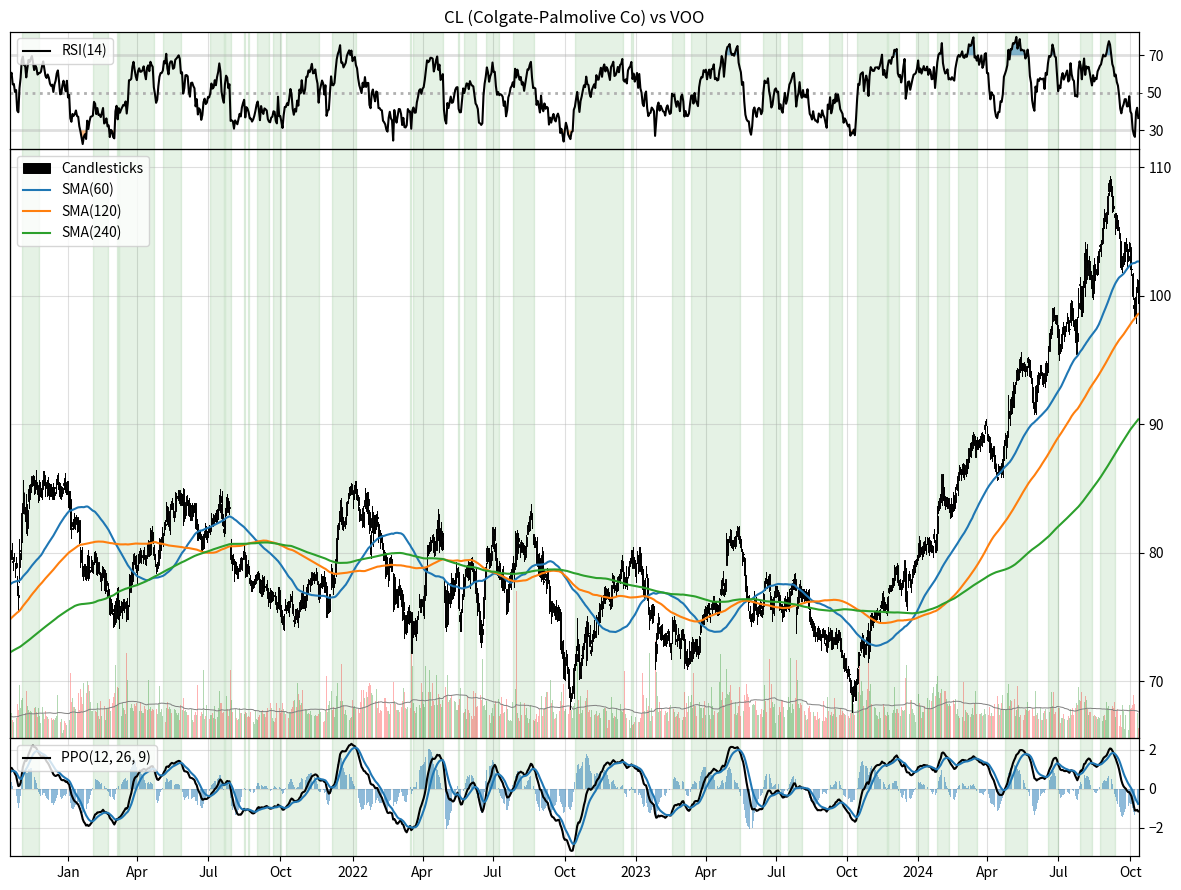 CL (Colgate-Palmolive Co) vs VOO
RSI(14)
70
50
30
Candlesticks
SMA(60)
SMA(120)
SMA(240)
110
100
90
80
70
PPO(12, 26, 9)
2
0
−2
Jan Apr Jul Oct 2022 Apr Jul Oct 2023 Apr Jul Oct 2024 Apr Jul Oct